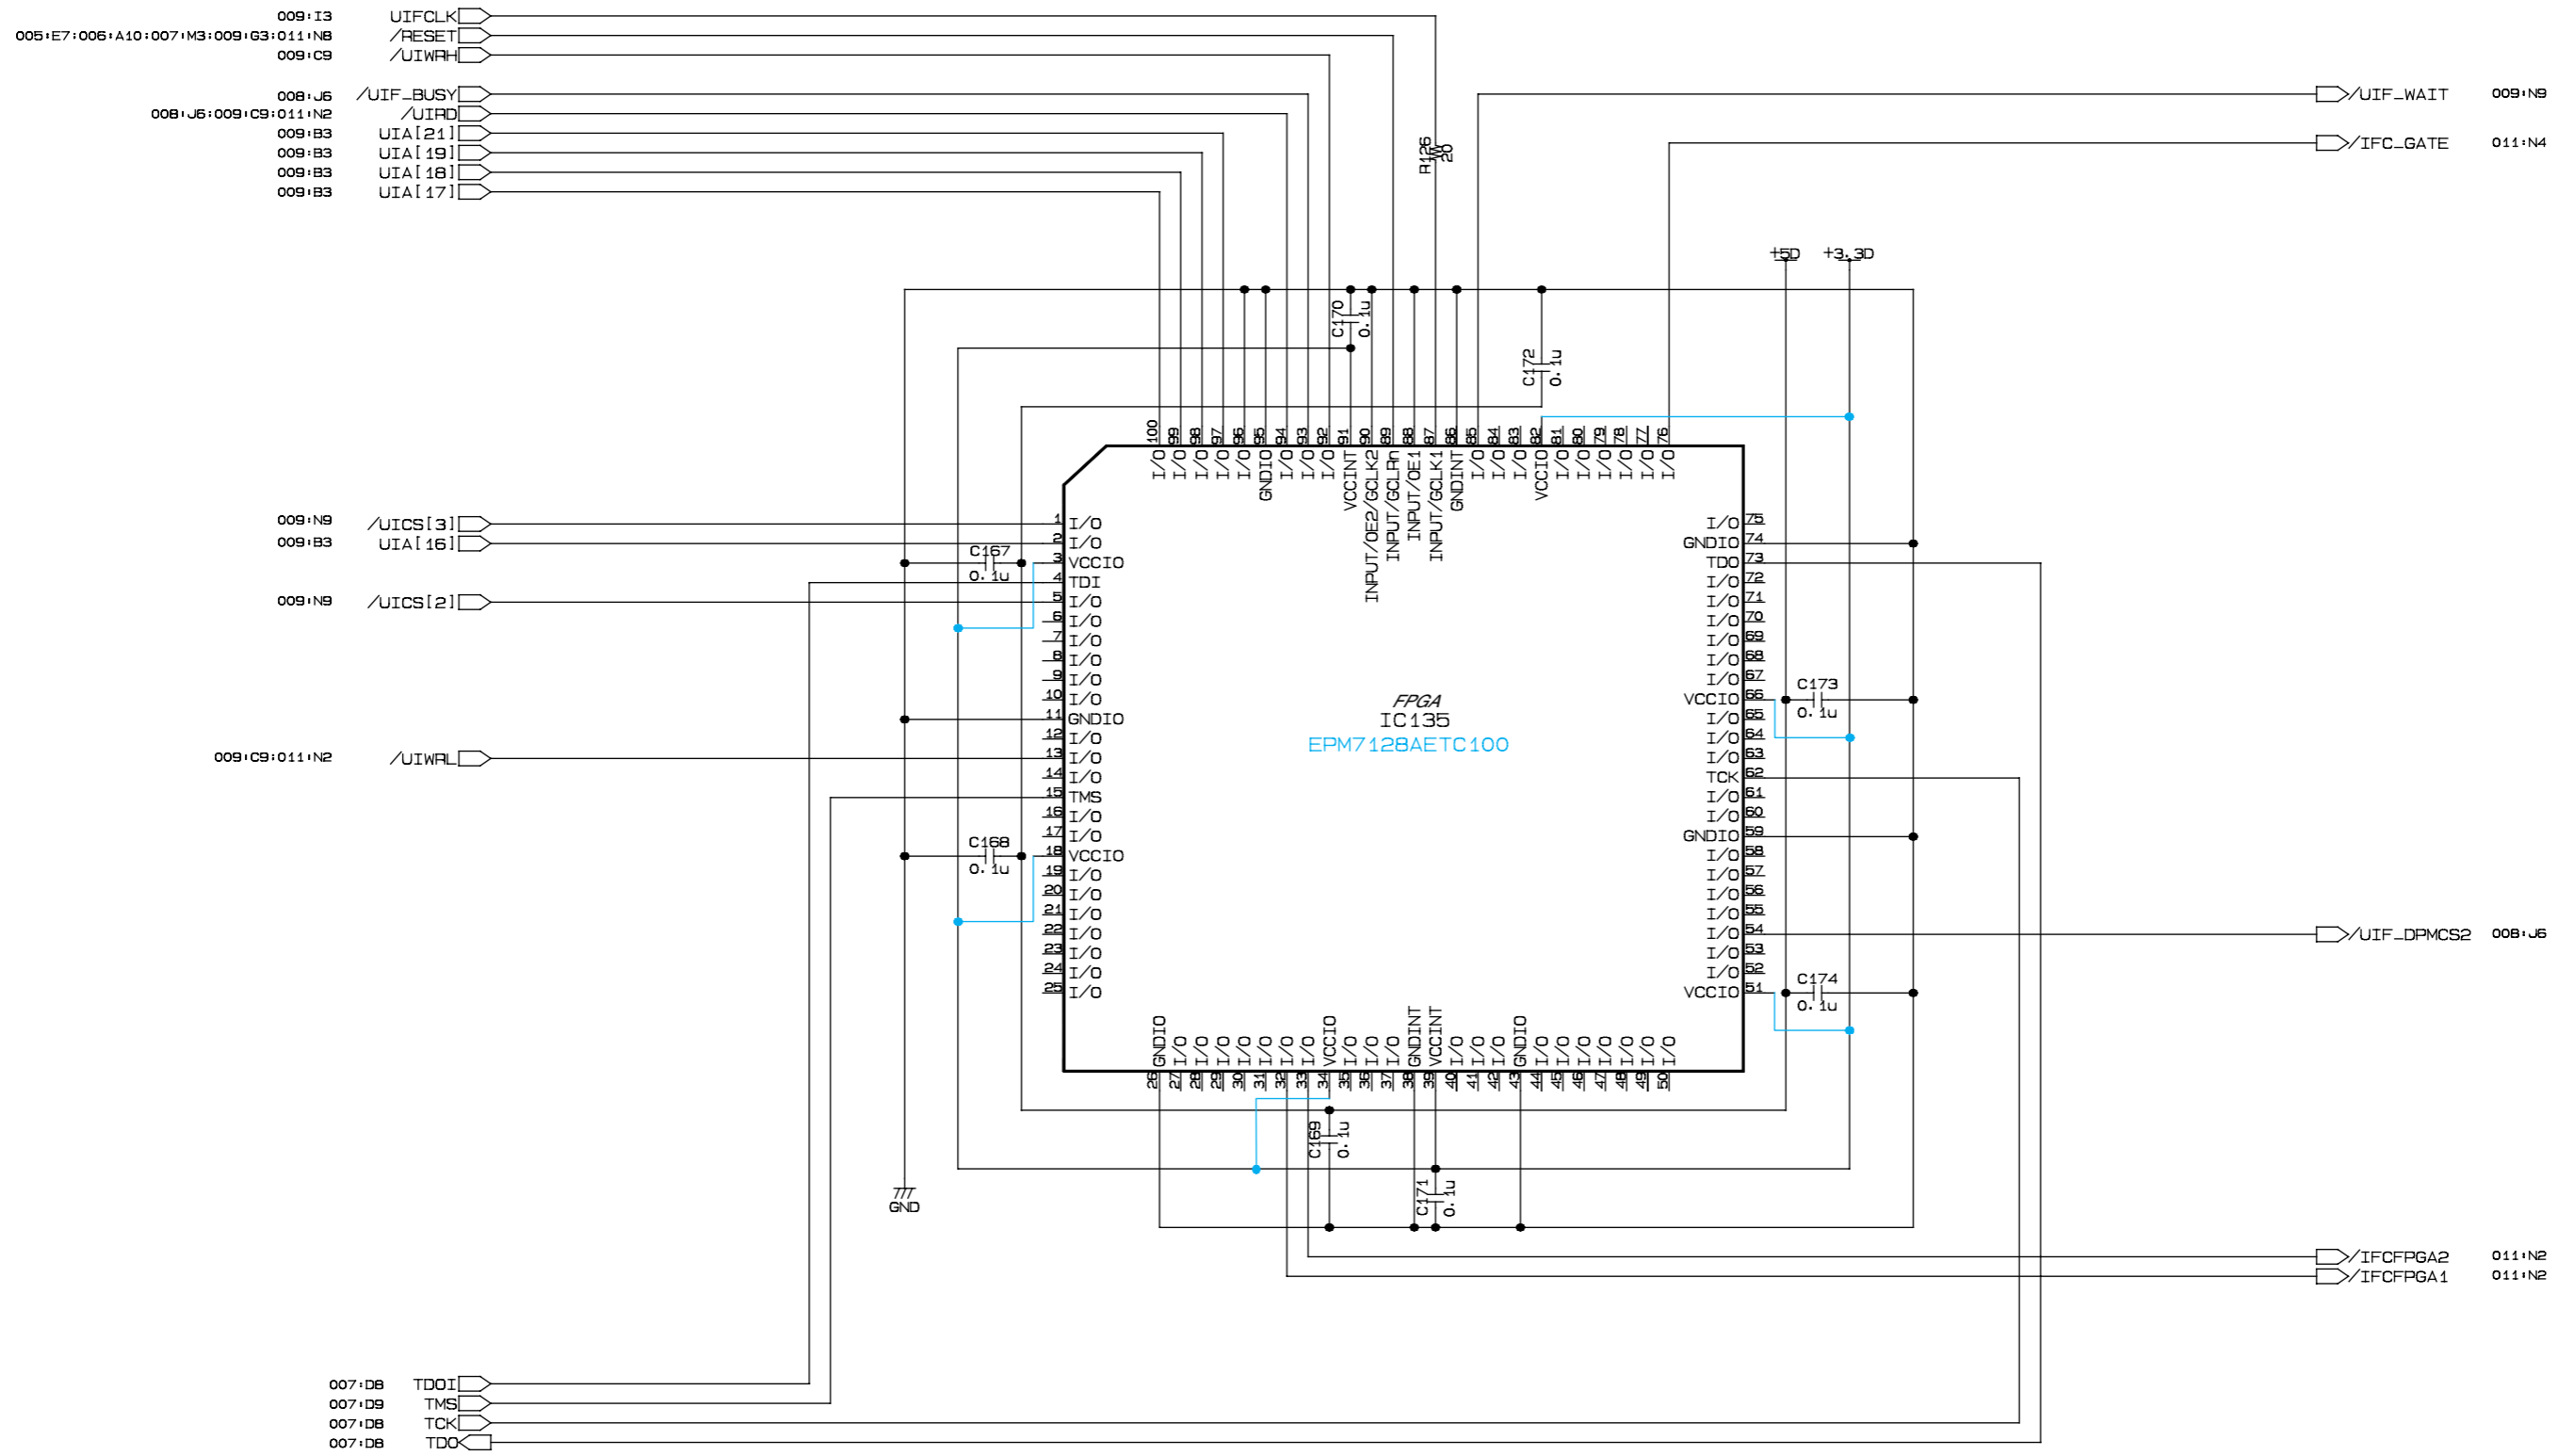 009:I3 UIFCLK
005:E7:006:A10:007:M3:009:G3:011:N8 /RESET
009:C9 /UIWRH
008:J6 /UIF_BUSY
008:J6:009:C9:011:N2 /UIRD
009:B3 UIA[21]
009:B3 UIA[19]
009:B3 UIA[18]
009:B3 UIA[17]
/UIF_WAIT 009:N9
/IFC_GATE 011:N4
R126
20
+5D +3.3D
C170
0.1u
C172
0.1u
100 I/O
99 I/O
98 I/O
97 I/O
96 I/O
95 GNDIO
94 I/O
93 I/O
92 I/O
91 VCCINT
90 INPUT/OE2/GCLK2
89 INPUT/GCLRn
88 INPUT/OE1
87 INPUT/GCLK1
86 GNDINT
85 I/O
84 I/O
83 I/O
82 VCCIO
81 I/O
80 I/O
79 I/O
78 I/O
77 I/O
76 I/O
009:N9 /UICS[3]
009:B3 UIA[16]
009:N9 /UICS[2]
009:C9:011:N2 /UIWRL
C167
0.1u
C168
0.1u
1 I/O
2 I/O
3 VCCIO
4 TDI
5 I/O
6 I/O
7 I/O
8 I/O
9 I/O
10 I/O
11 GNDIO
12 I/O
13 I/O
14 I/O
15 TMS
16 I/O
17 I/O
18 VCCIO
19 I/O
20 I/O
21 I/O
22 I/O
23 I/O
24 I/O
25 I/O
FPGA
IC135
EPM7128AETC100
I/O 75
GNDIO 74
TDO 73
I/O 72
I/O 71
I/O 70
I/O 69
I/O 68
I/O 67
VCCIO 66
I/O 65
I/O 64
I/O 63
TCK 62
I/O 61
I/O 60
GNDIO 59
I/O 58
I/O 57
I/O 56
I/O 55
I/O 54
I/O 53
I/O 52
VCCIO 51
C173
0.1u
C174
0.1u
/UIF_DPMCS2 008:J6
26 GNDIO
27 I/O
28 I/O
29 I/O
30 I/O
31 I/O
32 I/O
33 I/O
34 VCCIO
35 I/O
36 I/O
37 I/O
38 GNDINT
39 VCCINT
40 I/O
41 I/O
42 I/O
43 GNDIO
44 I/O
45 I/O
46 I/O
47 I/O
48 I/O
49 I/O
50 I/O
C169
0.1u
C171
0.1u
GND
/IFCFPGA2 011:N2
/IFCFPGA1 011:N2
007:D8 TDOI
007:D9 TMS
007:D8 TCK
007:D8 TDO